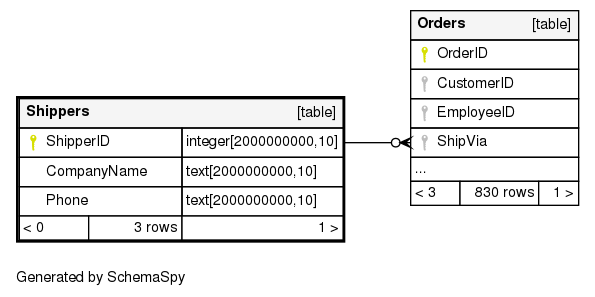 Orders [table]
OrderID
CustomerID
EmployeeID
ShipVia
...
< 3 830 rows 1 >
Shippers [table]
ShipperID integer[2000000000,10]
CompanyName text[2000000000,10]
Phone text[2000000000,10]
< 0 3 rows 1 >
Generated by SchemaSpy